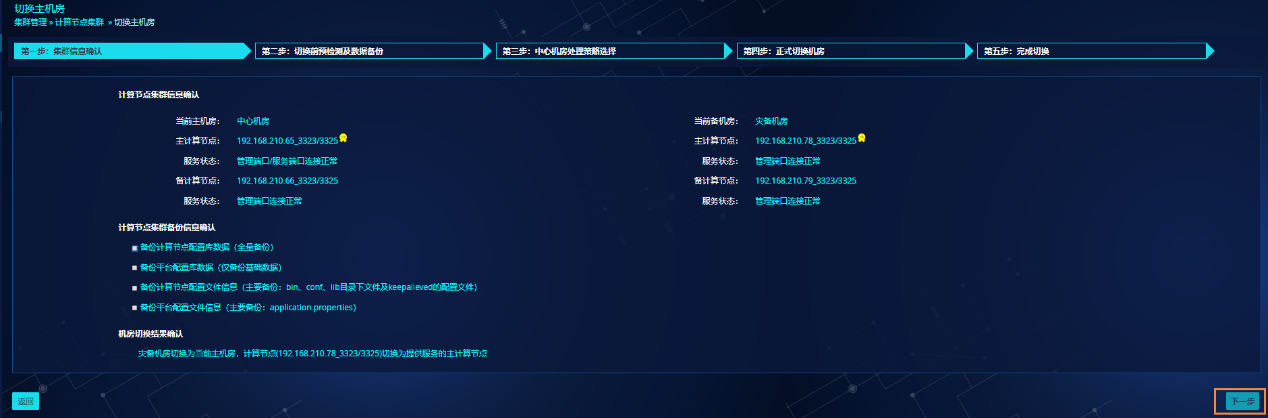 切换主机房
集群管理 » 计算节点集群 » 切换主机房
第一步：集群信息确认 第二步：切换前预检测及数据备份 第三步：中心机房处理策略选择 第四步：正式切换机房 第五步：完成切换
计算节点集群信息确认
当前主机房： 中心机房 当前备机房： 灾备机房
主计算节点： 192.168.210.65_3323/3325 主计算节点： 192.168.210.78_3323/3325
服务状态： 管理端口/服务端口连接正常 服务状态： 管理端口连接正常
备计算节点： 192.168.210.66_3323/3325 备计算节点： 192.168.210.79_3323/3325
服务状态： 管理端口连接正常 服务状态： 管理端口连接正常
计算节点集群备份信息确认
备份计算节点配置库数据（全量备份）
备份平台配置库数据（仅备份基础数据）
备份计算节点配置文件信息（主要备份：bin、conf、lib目录下文件及keepalieved的配置文件）
备份平台配置文件信息（主要备份：application.properties）
机房切换结果确认
灾备机房切换为当前主机房，计算节点(192.168.210.78_3323/3325)切换为提供服务的主计算节点
返回 下一步